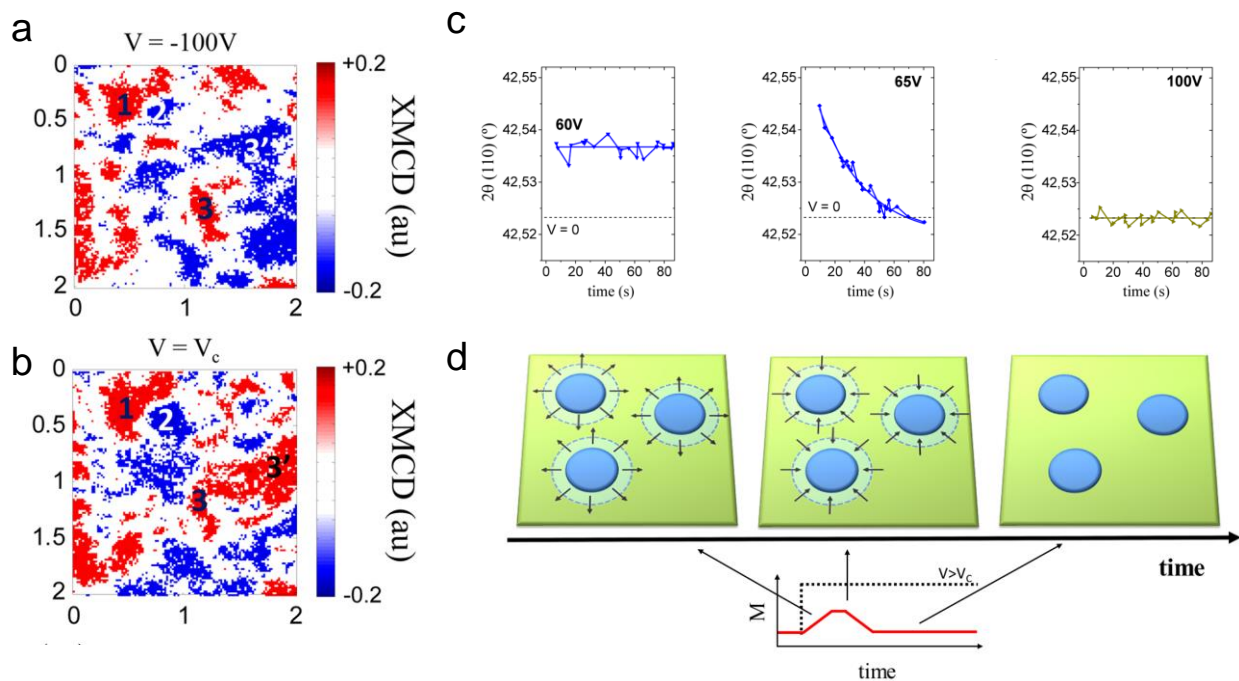 a
V = -100V
0
0.5
1
1.5
2
0
1
2
1
2
3'
3
+0.2
-0.2
XMCD (au)
b
V = Vc
0
0.5
1
1.5
2
0
1
2
1
2
3'
3
+0.2
-0.2
XMCD (au)
c
42,55
42,54
42,53
42,52
2θ (110) (º)
60V
V = 0
0 20 40 60 80
time (s)
42,55
42,54
42,53
42,52
2θ (110) (º)
65V
V = 0
0 20 40 60 80 100
time (s)
42,55
42,54
42,53
42,52
2θ (110) (º)
100V
0 20 40 60 80
time (s)
d
time
V>Vc
M
time